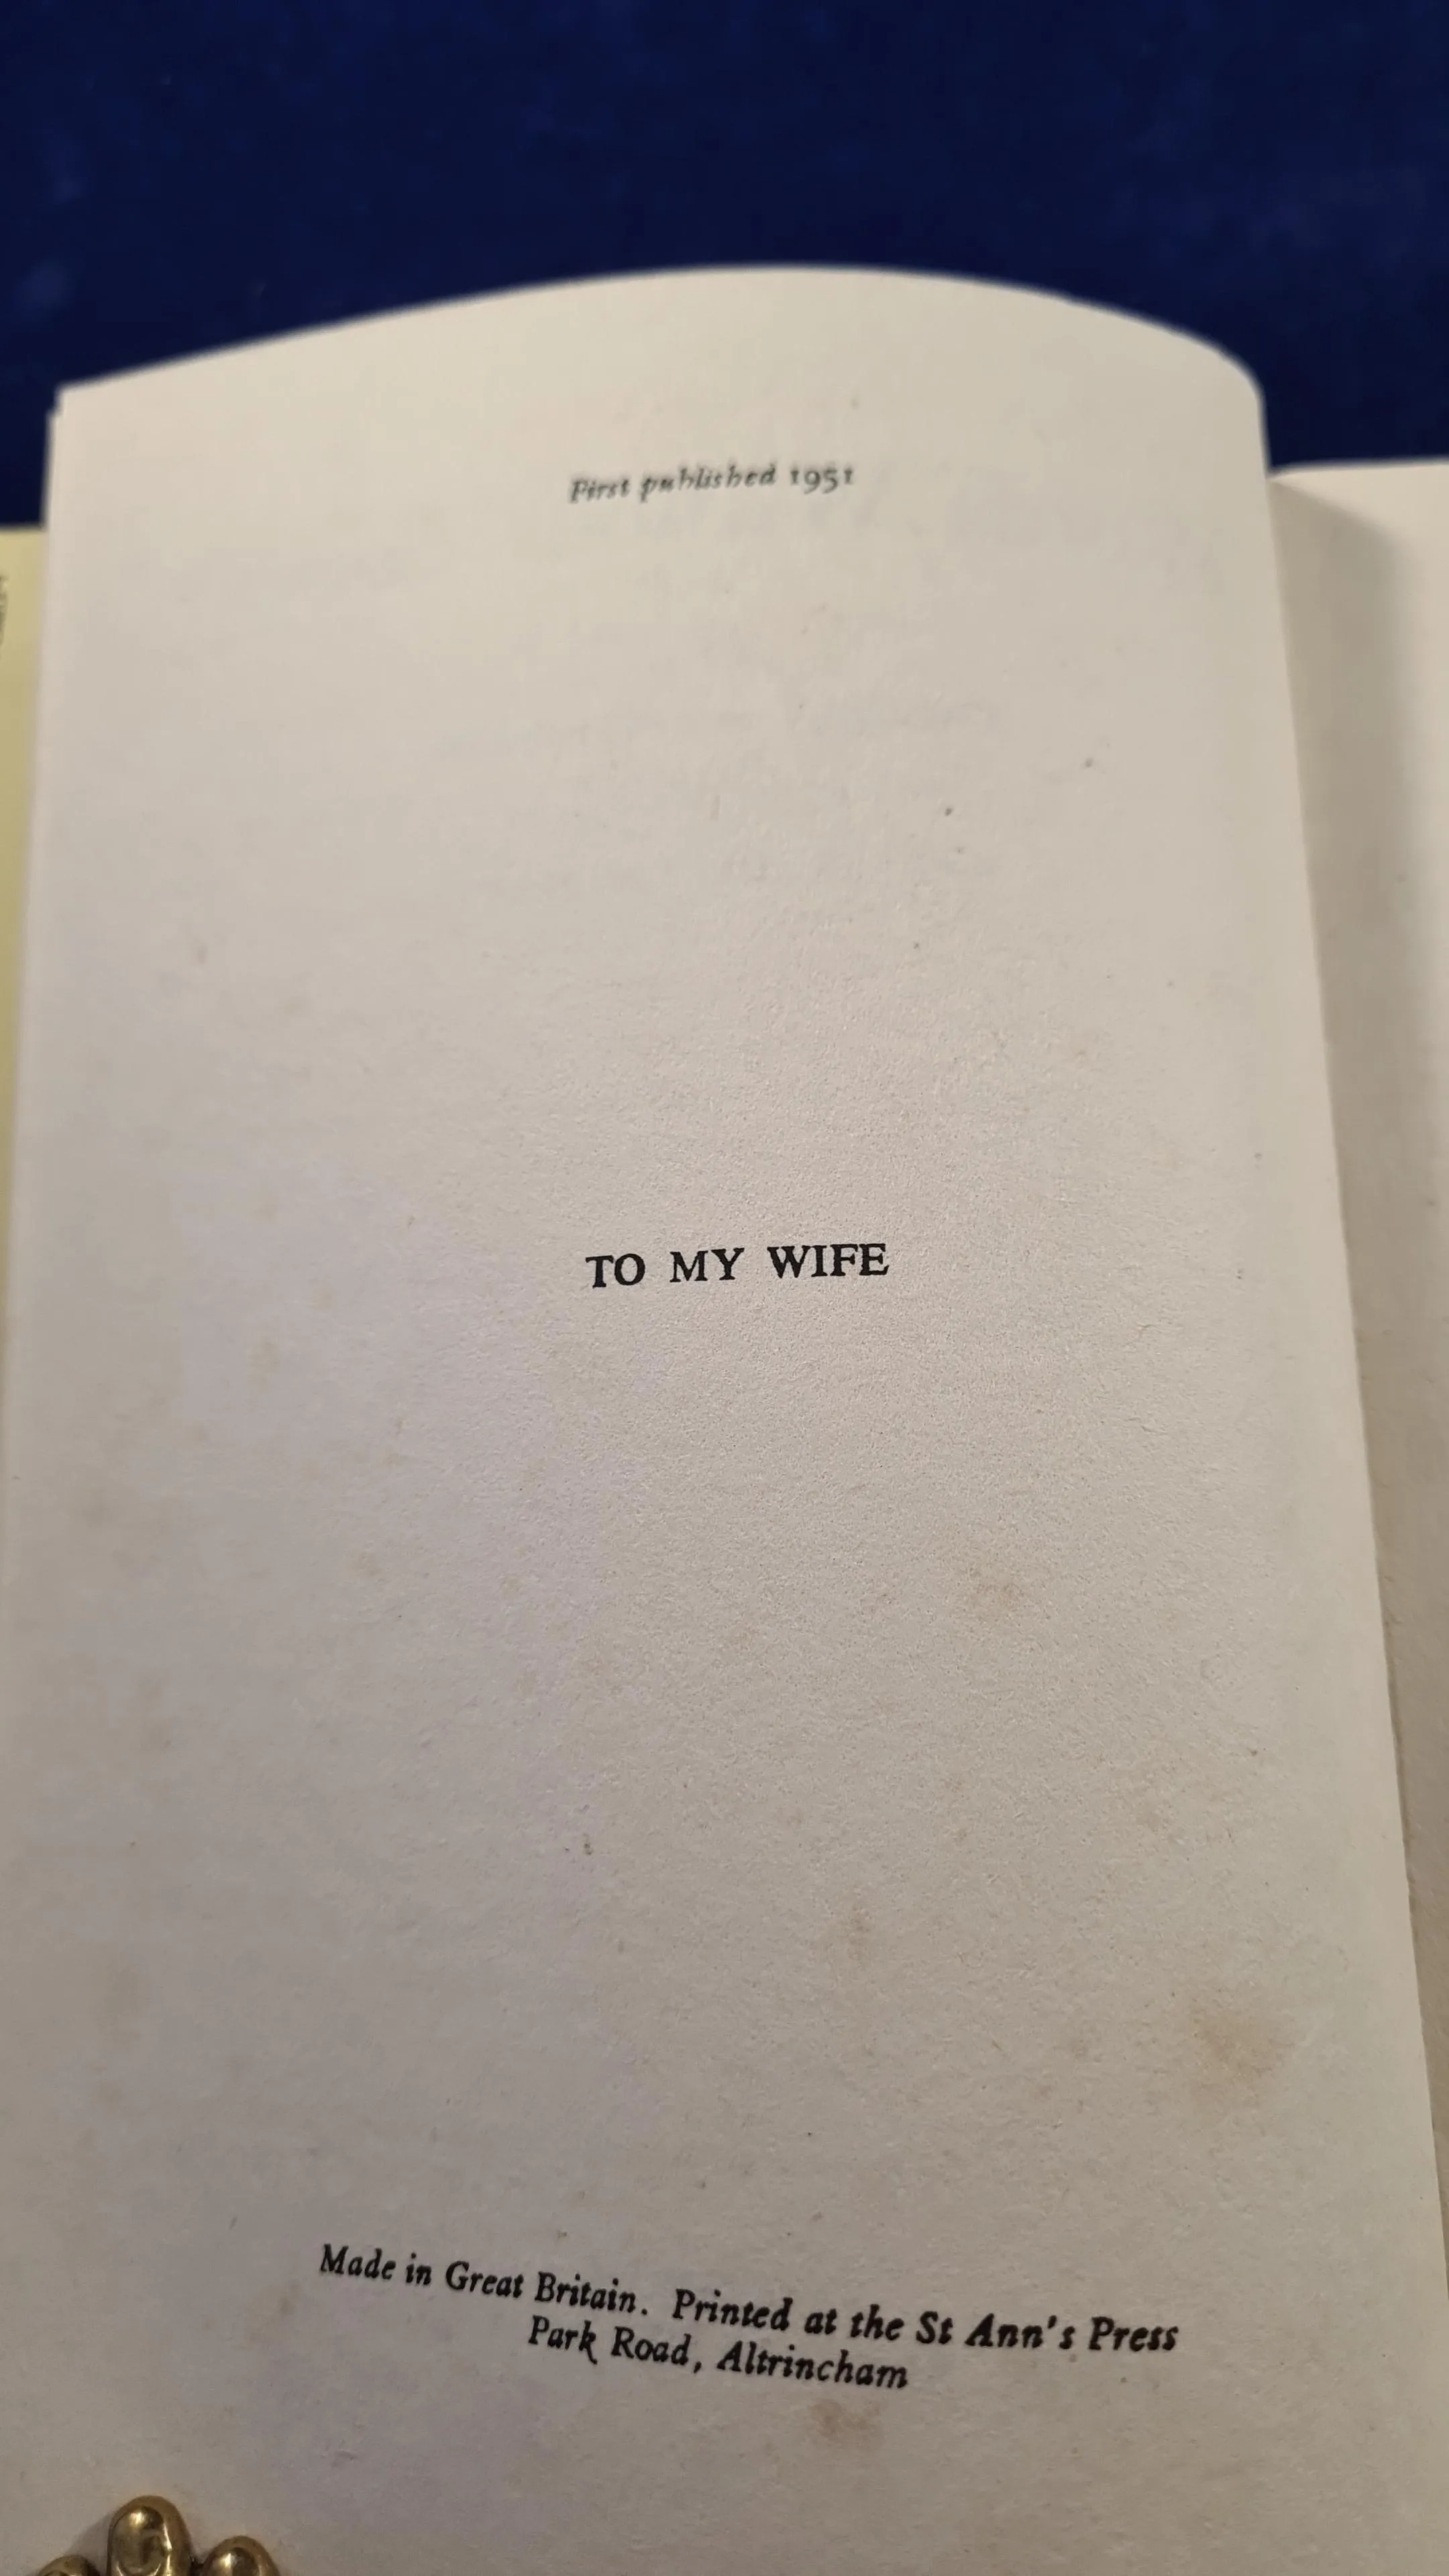 First published 1951
TO MY WIFE
Made in Great Britain. Printed at the St Ann's Press
Park Road, Altrincham